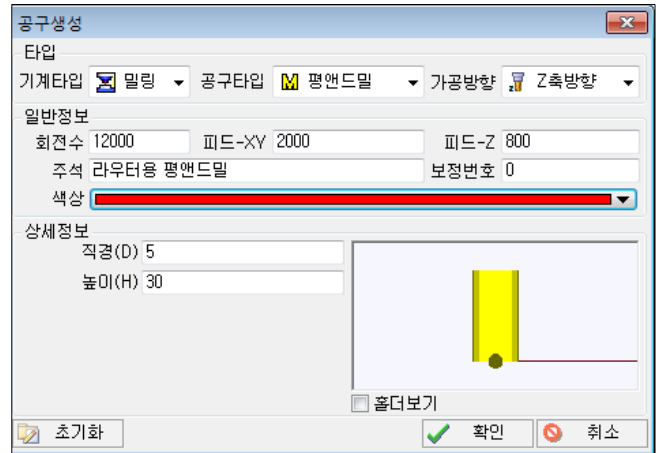 공구생성
타입
기계타입 밀링 공구타입 평앤드밀 가공방향 Z축방향
일반정보
회전수 12000 피드-XY 2000 피드-Z 800
주석 라우터용 평앤드밀 보정번호 0
색상
상세정보
직경(D) 5
높이(H) 30
홀더보기
초기화 확인 취소